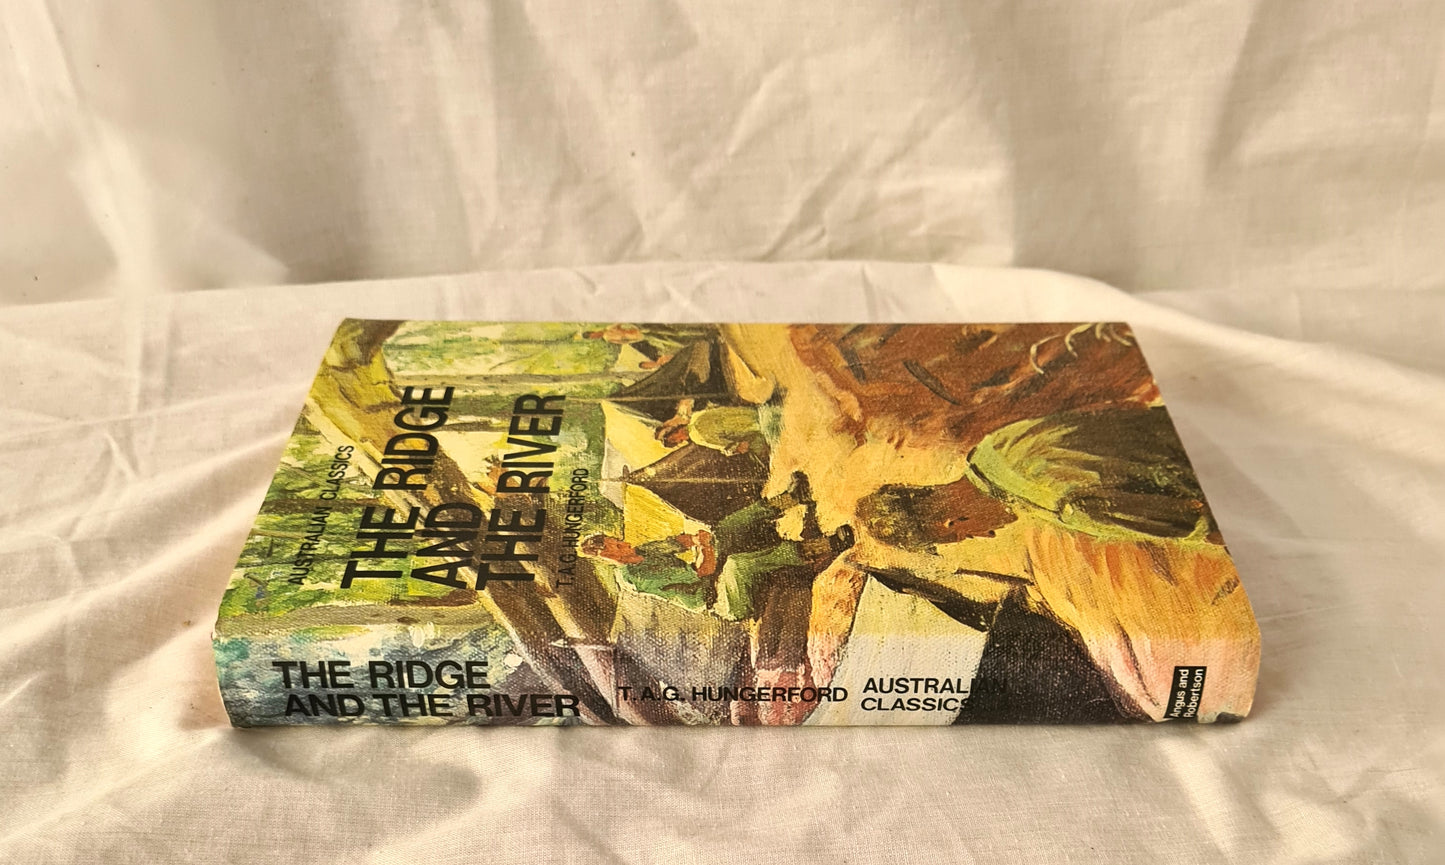 AUSTRALIAN CLASSICS
THE RIDGE
AND
THE RIVER
T.A.G. HUNGERFORD
THE RIDGE
AND THE RIVER
T.A.G. HUNGERFORD
AUSTRALIAN
CLASSICS
Angus and
Robertson